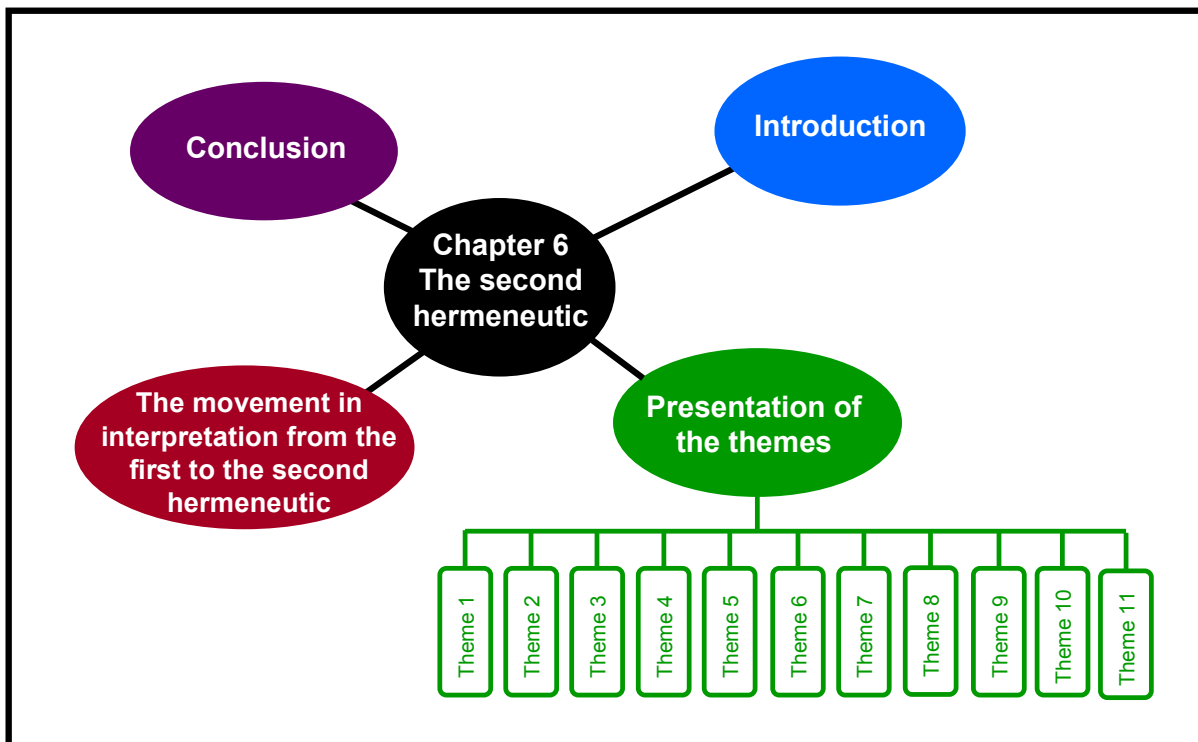 Conclusion
Introduction
Chapter 6
The second
hermeneutic
The movement in
interpretation from the
first to the second
hermeneutic
Presentation of
the themes
Theme 1
Theme 2
Theme 3
Theme 4
Theme 5
Theme 6
Theme 7
Theme 8
Theme 9
Theme 10
Theme 11